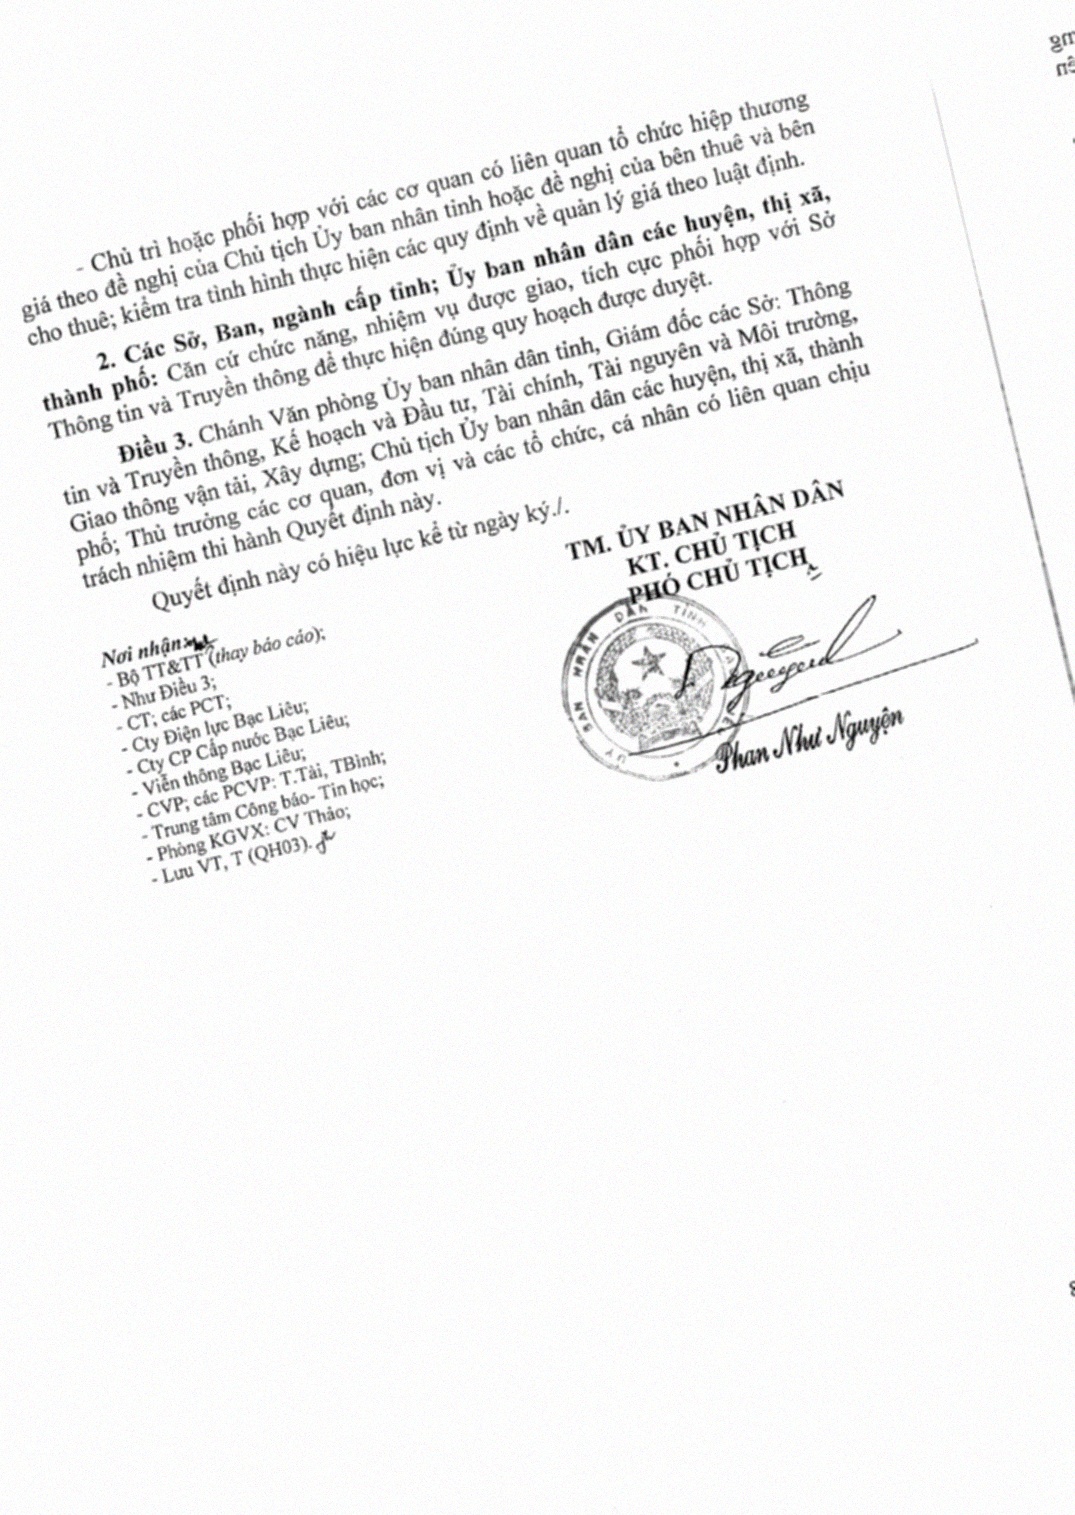 - Chủ trì hoặc phối hợp với các cơ quan có liên quan tổ chức hiệp thương
giá theo đề nghị của Chủ tịch Ủy ban nhân tỉnh hoặc đề nghị của bên thuê và bên
cho thuê; kiểm tra tình hình thực hiện các quy định về quản lý giá theo luật định.
2. Các Sở, Ban, ngành cấp tỉnh; Ủy ban nhân dân các huyện, thị xã,
thành phố: Căn cứ chức năng, nhiệm vụ được giao, tích cực phối hợp với Sở
Thông tin và Truyền thông để thực hiện đúng quy hoạch được duyệt.
Điều 3. Chánh Văn phòng Ủy ban nhân dân tỉnh, Giám đốc các Sở: Thông
tin và Truyền thông, Kế hoạch và Đầu tư, Tài chính, Tài nguyên và Môi trường,
Giao thông vận tải, Xây dựng; Chủ tịch Ủy ban nhân dân các huyện, thị xã, thành
phố; Thủ trưởng các cơ quan, đơn vị và các tổ chức, cá nhân có liên quan chịu
trách nhiệm thi hành Quyết định này.
Quyết định này có hiệu lực kể từ ngày ký./.
TM. ỦY BAN NHÂN DÂN
KT. CHỦ TỊCH
PHÓ CHỦ TỊCH
ỦY BAN NHÂN DÂN TỈNH
Phan Như Nguyện
Nơi nhận:
- Bộ TT&TT (thay báo cáo);
- Như Điều 3;
- CT; các PCT;
- Cty Điện lực Bạc Liêu;
- Cty CP Cấp nước Bạc Liêu;
- Viễn thông Bạc Liêu;
- CVP; các PCVP: T.Tài, TBình;
- Trung tâm Công báo- Tin học;
- Phòng KGVX: CV Thảo;
- Lưu VT, T (QH03).